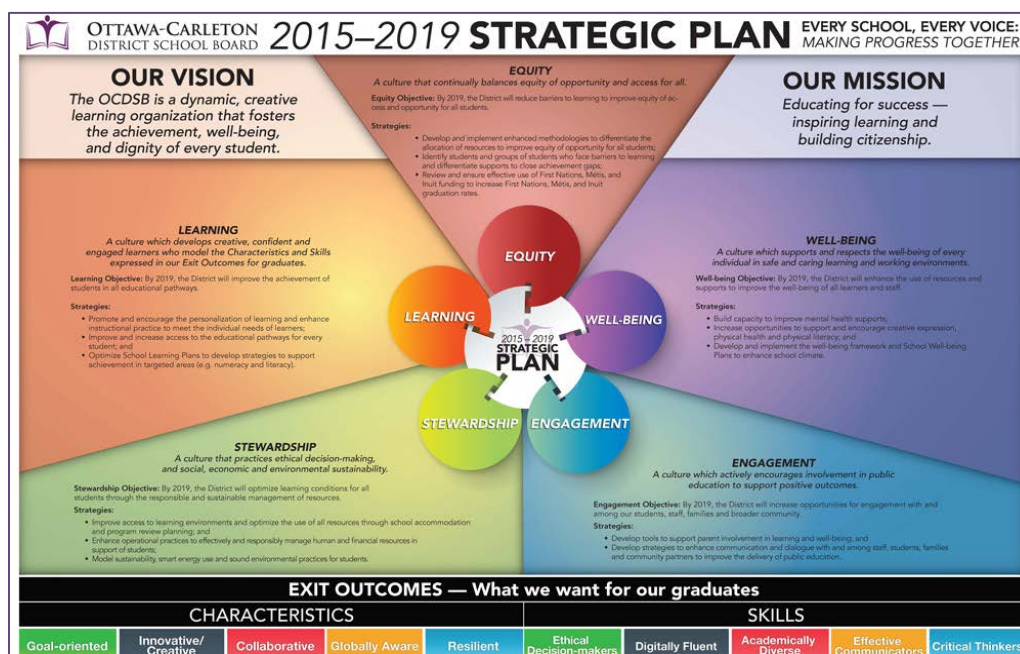 OTTAWA-CARLETON
DISTRICT SCHOOL BOARD
2015–2019 STRATEGIC PLAN
EVERY SCHOOL, EVERY VOICE:
MAKING PROGRESS TOGETHER
OUR VISION
The OCDSB is a dynamic, creative
learning organization that fosters
the achievement, well-being,
and dignity of every student.
EQUITY
A culture that continually balances equity of opportunity and access for all.
Equity Objective: By 2019, the District will reduce barriers to learning to improve equity of ac-
cess and opportunity for all students.
Strategies:
• Develop and implement enhanced methodologies to differentiate the
allocation of resources to improve equity of opportunity for all students;
• Identify students and groups of students who face barriers to learning
and differentiate supports to close achievement gaps;
• Review and ensure effective use of First Nations, Métis, and
Inuit funding to increase First Nations, Métis, and Inuit
graduation rates.
OUR MISSION
Educating for success —
inspiring learning and
building citizenship.
LEARNING
A culture which develops creative, confident and
engaged learners who model the Characteristics and Skills
expressed in our Exit Outcomes for graduates.
Learning Objective: By 2019, the District will improve the achievement of
students in all educational pathways.
Strategies:
• Promote and encourage the personalization of learning and enhance
instructional practice to meet the individual needs of learners;
• Improve and increase access to the educational pathways for every
student; and
• Optimize School Learning Plans to develop strategies to support
achievement in targeted areas (e.g. numeracy and literacy).
WELL-BEING
A culture which supports and respects the well-being of every
individual in safe and caring learning and working environments.
Well-being Objective: By 2019, the District will enhance the use of resources and
supports to improve the well-being of all learners and staff.
Strategies:
• Build capacity to improve mental health supports;
• Increase opportunities to support and encourage creative expression,
physical health and physical literacy; and
• Develop and implement the well-being framework and School Well-being
Plans to enhance school climate.
EQUITY
LEARNING
WELL-BEING
2015 – 2019
STRATEGIC
PLAN
STEWARDSHIP
ENGAGEMENT
STEWARDSHIP
A culture that practices ethical decision-making,
and social, economic and environmental sustainability.
Stewardship Objective: By 2019, the District will optimize learning conditions for all
students through the responsible and sustainable management of resources.
Strategies:
• Improve access to learning environments and optimize the use of all resources through school accommodation
and program review planning; and
• Enhance operational practices to effectively and responsibly manage human and financial resources in
support of students;
• Model sustainability, smart energy use and sound environmental practices for students.
ENGAGEMENT
A culture which actively encourages involvement in public
education to support positive outcomes.
Engagement Objective: By 2019, the District will increase opportunities for engagement with and
among our students, staff, families and broader community.
Strategies:
• Develop tools to support parent involvement in learning and well-being; and
• Develop strategies to enhance communication and dialogue with and among staff, students, families
and community partners to improve the delivery of public education.
EXIT OUTCOMES — What we want for our graduates
CHARACTERISTICS
SKILLS
Goal-oriented
Innovative/
Creative
Collaborative
Globally Aware
Resilient
Ethical
Decision-makers
Digitally Fluent
Academically
Diverse
Effective
Communicators
Critical Thinkers